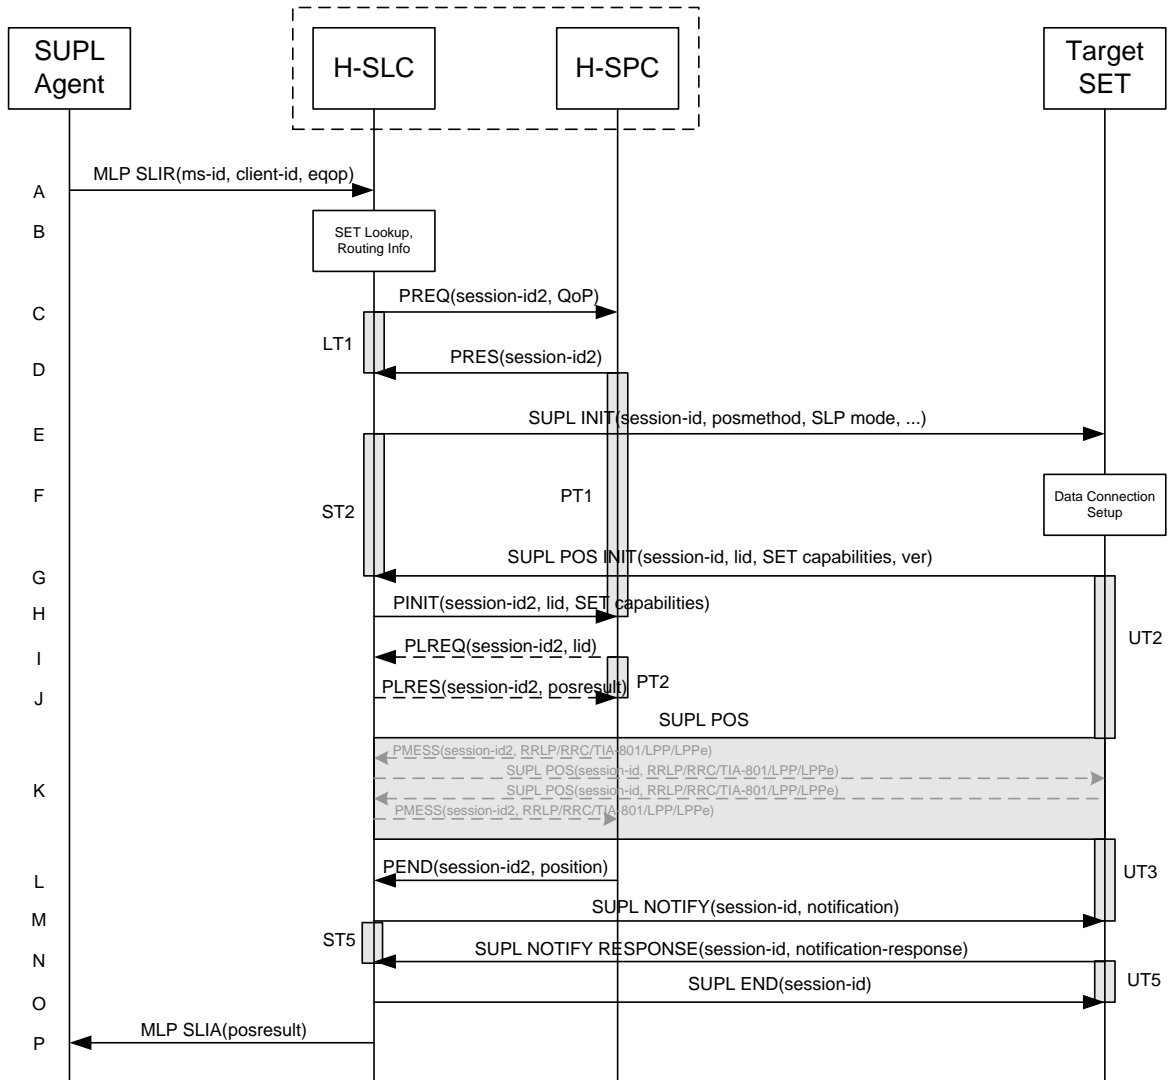 SUPL
Agent
H-SLC
H-SPC
Target
SET
A
MLP SLIR(ms-id, client-id, eqop)
B
SET Lookup,
Routing Info
C
PREQ(session-id2, QoP)
LT1
D
PRES(session-id2)
E
SUPL INIT(session-id, posmethod, SLP mode, ...)
F
ST2
PT1
Data Connection
Setup
G
SUPL POS INIT(session-id, lid, SET capabilities, ver)
H
PINIT(session-id2, lid, SET capabilities)
UT2
I
PLREQ(session-id2, lid)
PT2
J
PLRES(session-id2, posresult)
SUPL POS
K
PMESS(session-id2, RRLP/RRC/TIA-801/LPP/LPPe)
SUPL POS(session-id, RRLP/RRC/TIA-801/LPP/LPPe)
SUPL POS(session-id, RRLP/RRC/TIA-801/LPP/LPPe)
PMESS(session-id2, RRLP/RRC/TIA-801/LPP/LPPe)
L
PEND(session-id2, position)
UT3
M
SUPL NOTIFY(session-id, notification)
ST5
N
SUPL NOTIFY RESPONSE(session-id, notification-response)
UT5
O
SUPL END(session-id)
P
MLP SLIA(posresult)